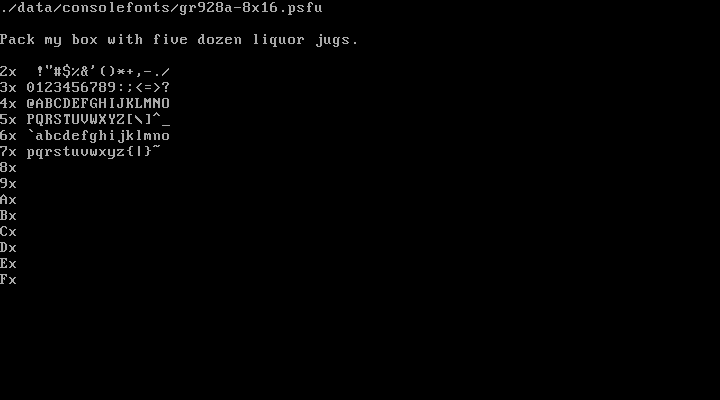 ./data/consolefonts/gr928a-8x16.psfu
Pack my box with five dozen liquor jugs.
2x  !"#$%&'()*+,-./
3x 0123456789:;<=>?
4x @ABCDEFGHIJKLMNO
5x PQRSTUVWXYZ[\]^_
6x `abcdefghijklmno
7x pqrstuvwxyz{|}~
8x
9x
Ax
Bx
Cx
Dx
Ex
Fx